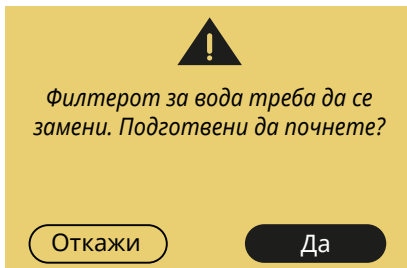 Филтерот за вода треба да се
замени. Подготвени да почнете?
Откажи
Да